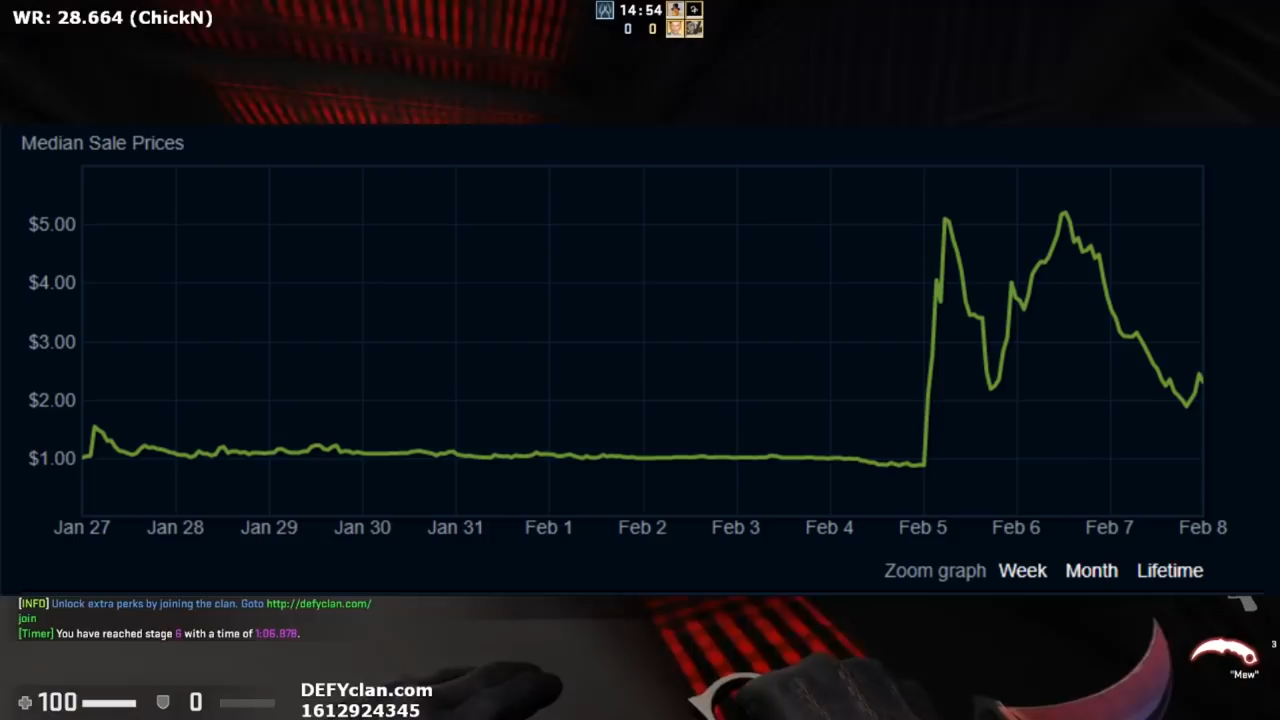 WR: 28.664 (ChickN)
14:54
0 0
Median Sale Prices
$5.00
$4.00
$3.00
$2.00
$1.00
Jan 27 Jan 28 Jan 29 Jan 30 Jan 31 Feb 1 Feb 2 Feb 3 Feb 4 Feb 5 Feb 6 Feb 7 Feb 8
Zoom graph Week Month Lifetime
[INFO] Unlock extra perks by joining the clan. Goto http://defyclan.com/
join
[Timer] You have reached stage 6 with a time of 1:06.878.
3
"Mew"
100 0
DEFYclan.com
1612924345